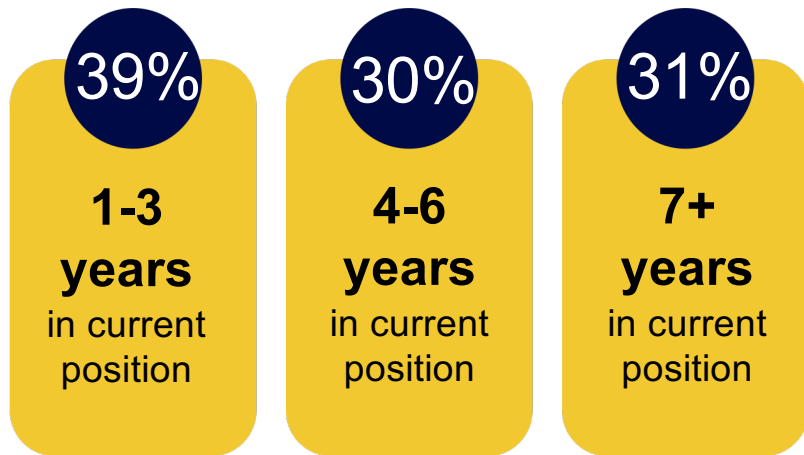 39%
1-3
years
in current
position
30%
4-6
years
in current
position
31%
7+
years
in current
position